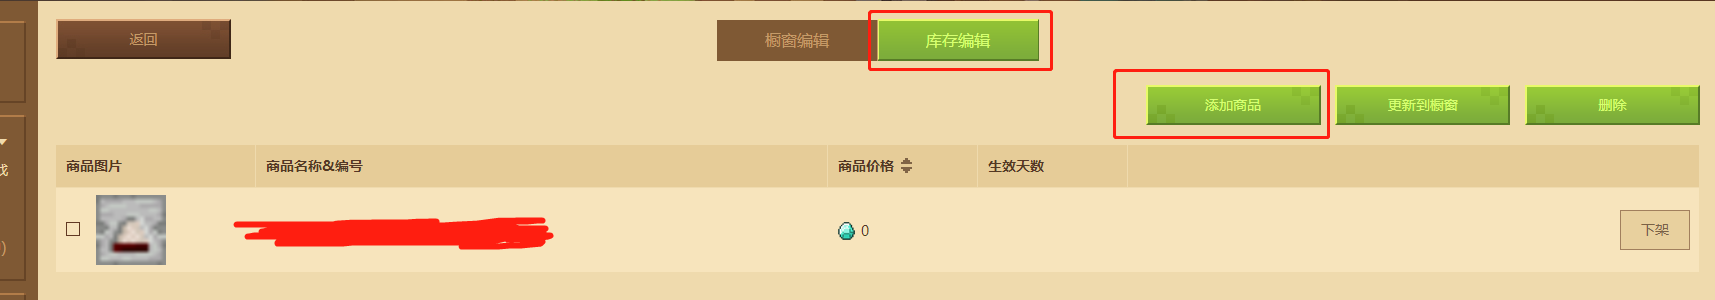 返回
橱窗编辑 库存编辑
添加商品 更新到橱窗 删除
商品图片 商品名称&编号 商品价格 生效天数
0 下架